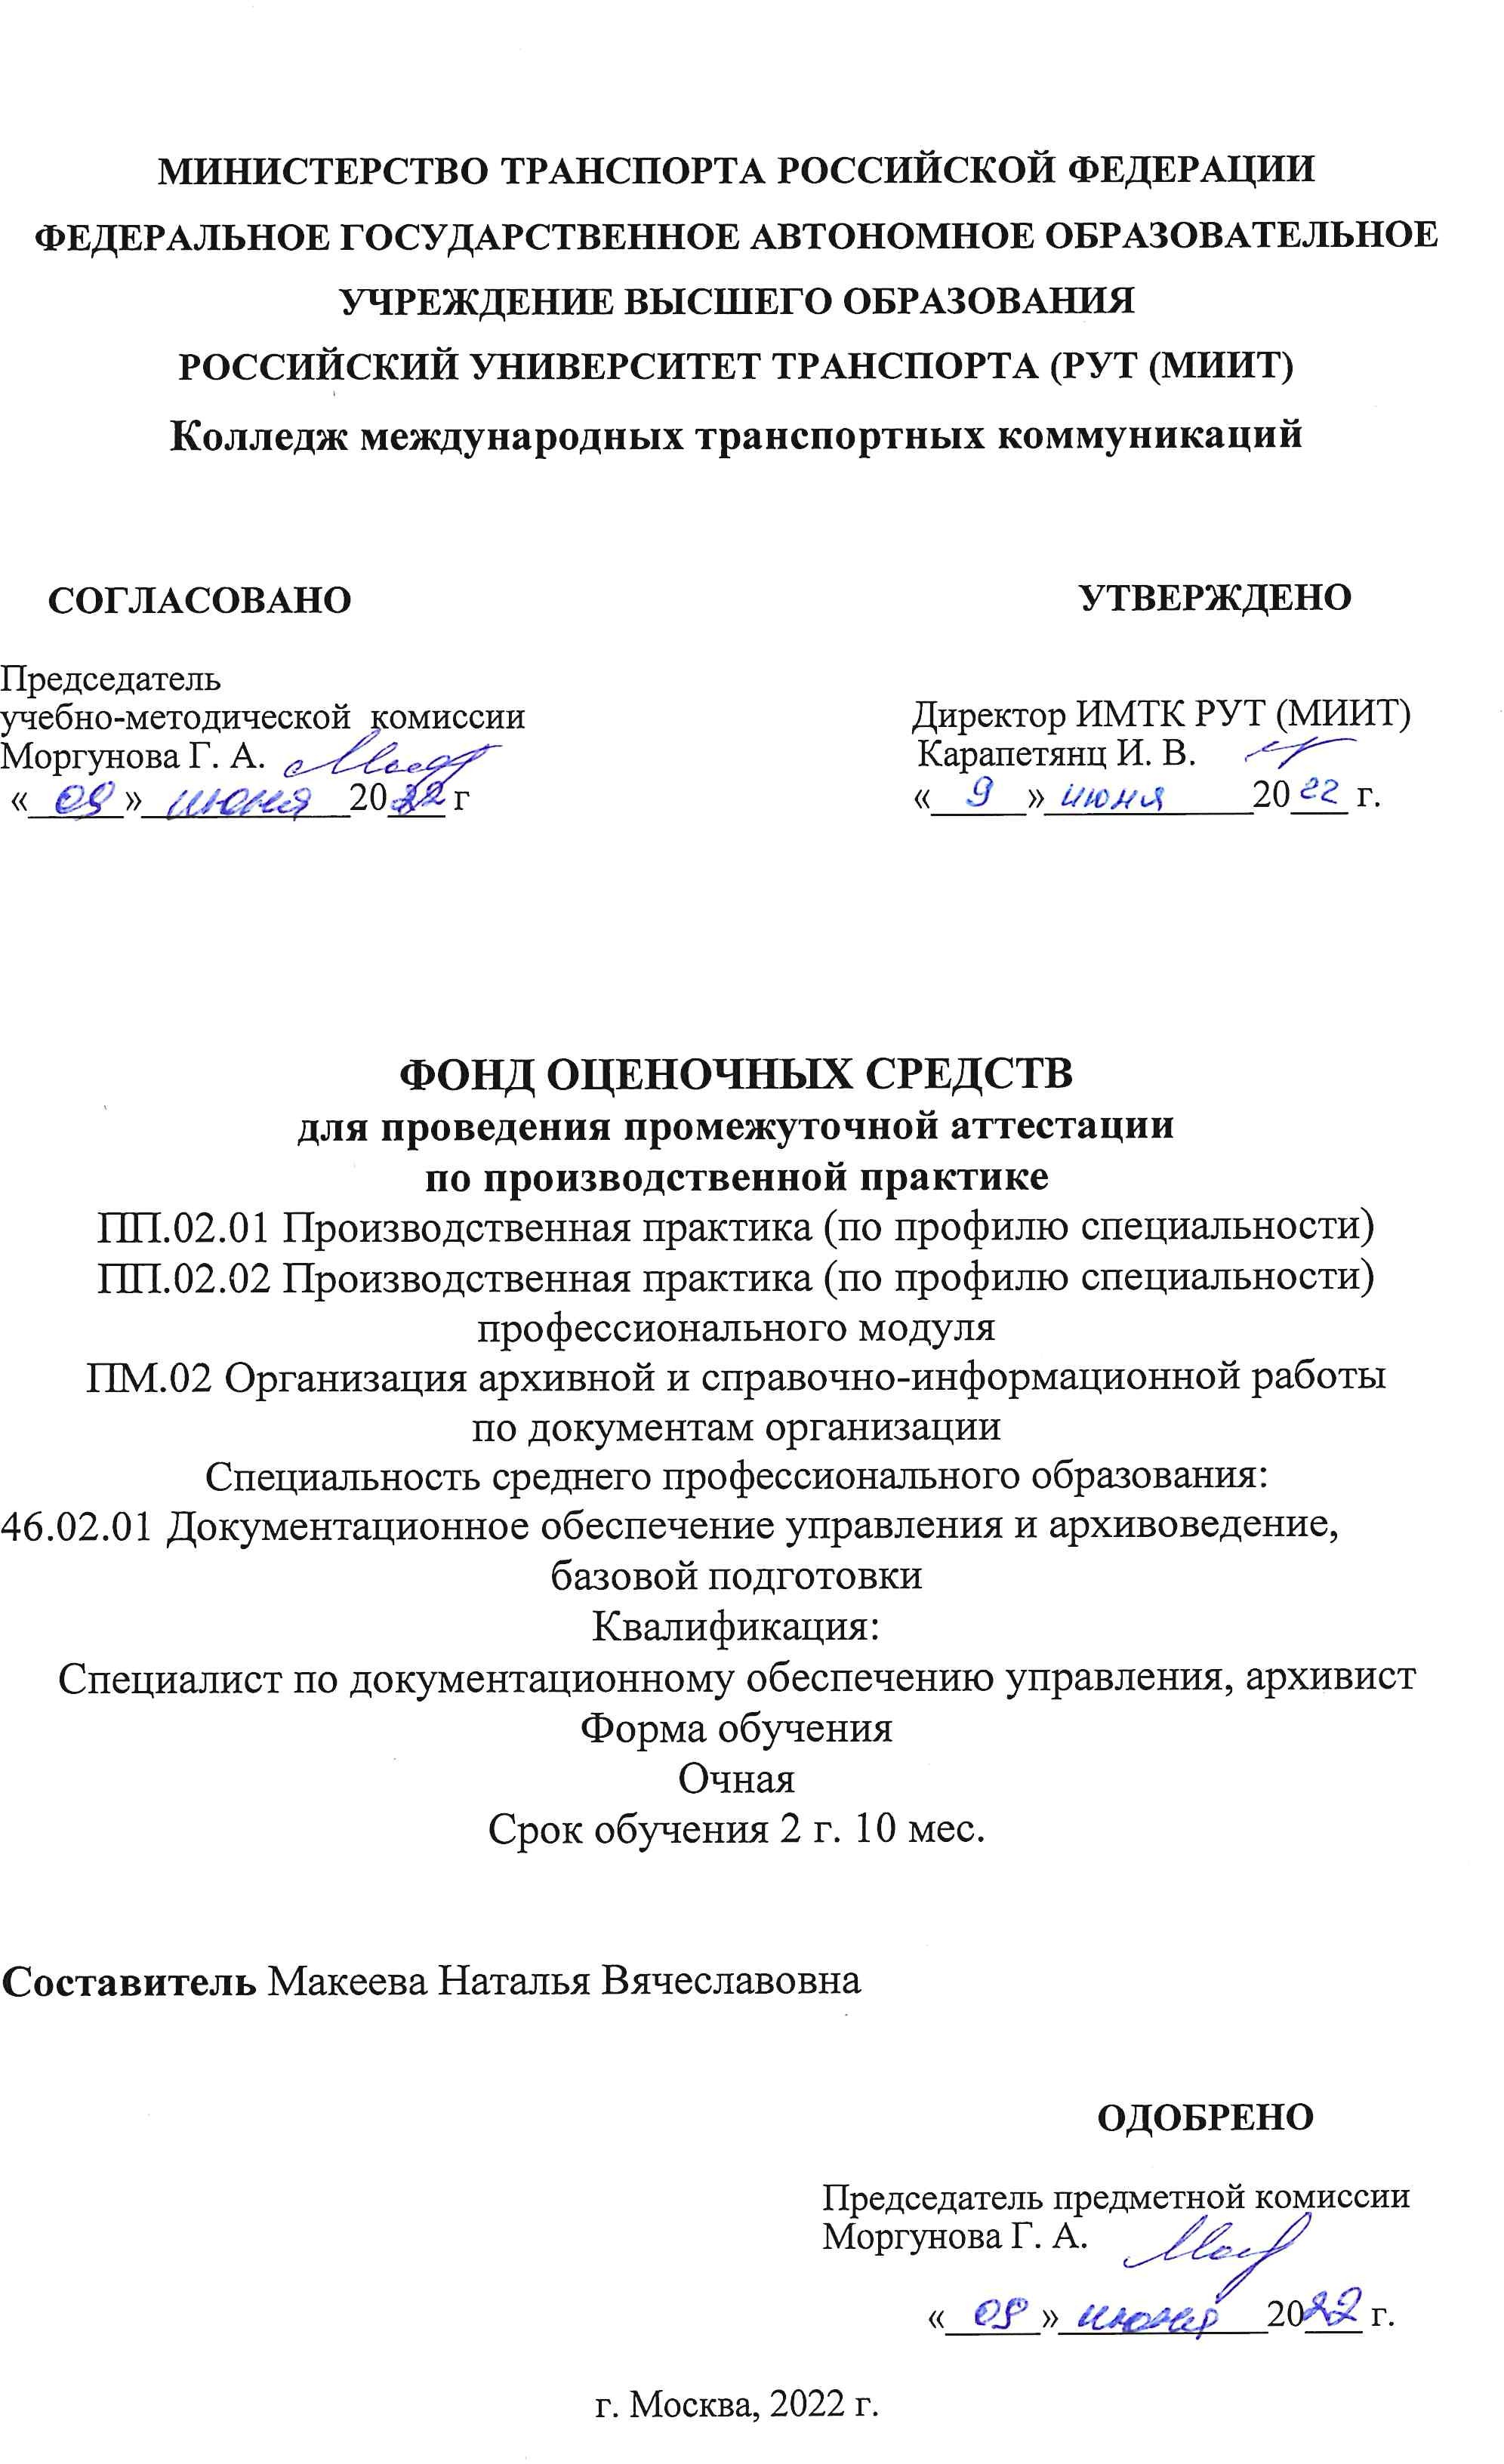 МИНИСТЕРСТВО ТРАНСПОРТА РОССИЙСКОЙ ФЕДЕРАЦИИ
ФЕДЕРАЛЬНОЕ ГОСУДАРСТВЕННОЕ АВТОНОМНОЕ ОБРАЗОВАТЕЛЬНОЕ
УЧРЕЖДЕНИЕ ВЫСШЕГО ОБРАЗОВАНИЯ
РОССИЙСКИЙ УНИВЕРСИТЕТ ТРАНСПОРТА (РУТ (МИИТ)
Колледж международных транспортных коммуникаций
СОГЛАСОВАНО
Председатель
учебно-методической комиссии
Моргунова Г. А.
«09» июня 2022 г
УТВЕРЖДЕНО
Директор ИМТК РУТ (МИИТ)
Карапетянц И. В.
«9» июня 2022 г.
ФОНД ОЦЕНОЧНЫХ СРЕДСТВ
для проведения промежуточной аттестации
по производственной практике
ПП.02.01 Производственная практика (по профилю специальности)
ПП.02.02 Производственная практика (по профилю специальности)
профессионального модуля
ПМ.02 Организация архивной и справочно-информационной работы
по документам организации
Специальность среднего профессионального образования:
46.02.01 Документационное обеспечение управления и архивоведение,
базовой подготовки
Квалификация:
Специалист по документационному обеспечению управления, архивист
Форма обучения
Очная
Срок обучения 2 г. 10 мес.
Составитель Макеева Наталья Вячеславовна
ОДОБРЕНО
Председатель предметной комиссии
Моргунова Г. А.
«09» июня 2022 г.
г. Москва, 2022 г.